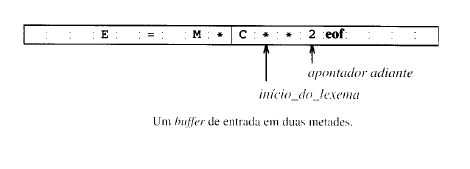 : : : E : : = : : M : * C : * : * : 2 : eof : : : :
apontador adiante
início_do_lexema
Um buffer de entrada em duas metades.